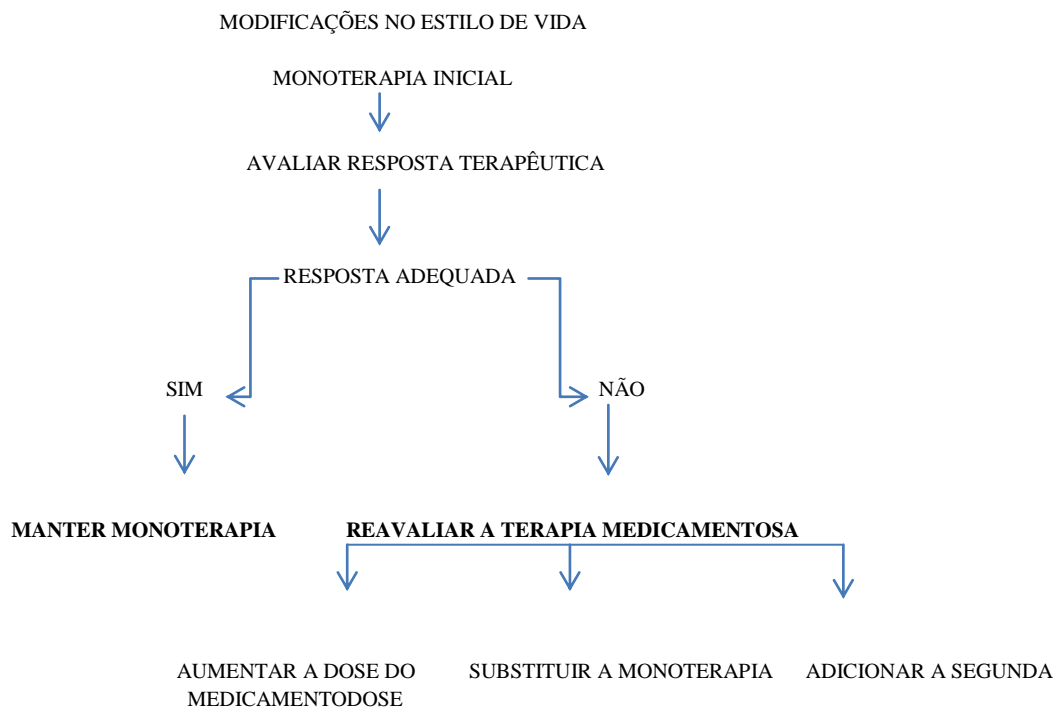 MODIFICAÇÕES NO ESTILO DE VIDA
MONOTERAPIA INICIAL
AVALIAR RESPOSTA TERAPÊUTICA
RESPOSTA ADEQUADA
SIM
NÃO
MANTER MONOTERAPIA
REAVALIAR A TERAPIA MEDICAMENTOSA
AUMENTAR A DOSE DO
MEDICAMENTODOSE
SUBSTITUIR A MONOTERAPIA
ADICIONAR A SEGUNDA